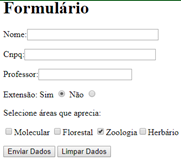 Formulário
Nome:
Cnpq:
Professor:
Extensão: Sim Não
Selecione áreas que aprecia:
Molecular Florestal Zoologia Herbário
Enviar Dados Limpar Dados